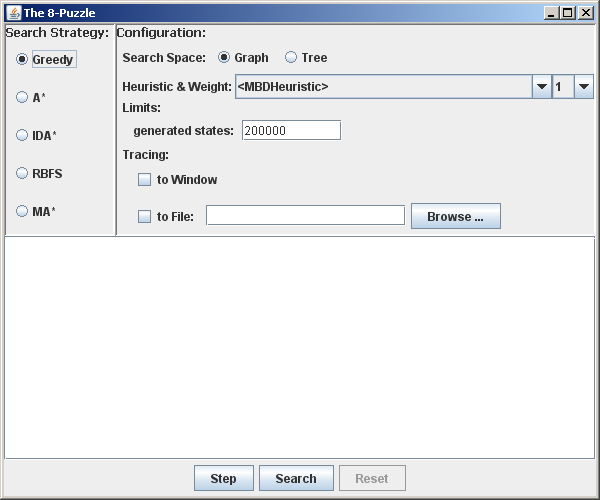 The 8-Puzzle
Search Strategy:
Greedy
A*
IDA*
RBFS
MA*
Configuration:
Search Space: Graph Tree
Heuristic & Weight: <MBDHeuristic> 1
Limits:
generated states: 200000
Tracing:
to Window
to File: Browse ...
Step Search Reset